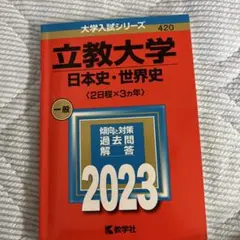 大学入試シリーズ
420
立教大学
日本史・世界史
〈2日程×3ヵ年〉
一般
傾向と対策
過去問
解答
2023
教学社